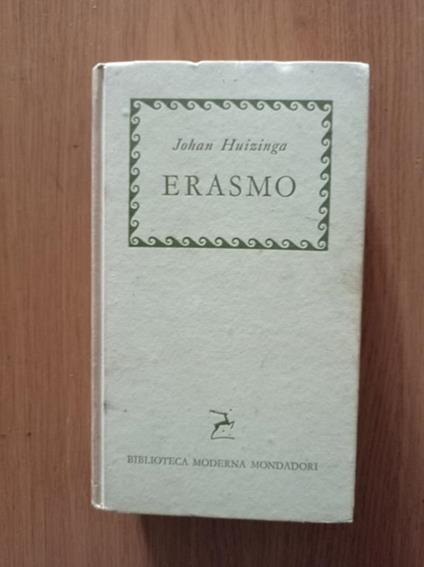 Johan Huizinga
ERASMO
BIBLIOTECA MODERNA MONDADORI